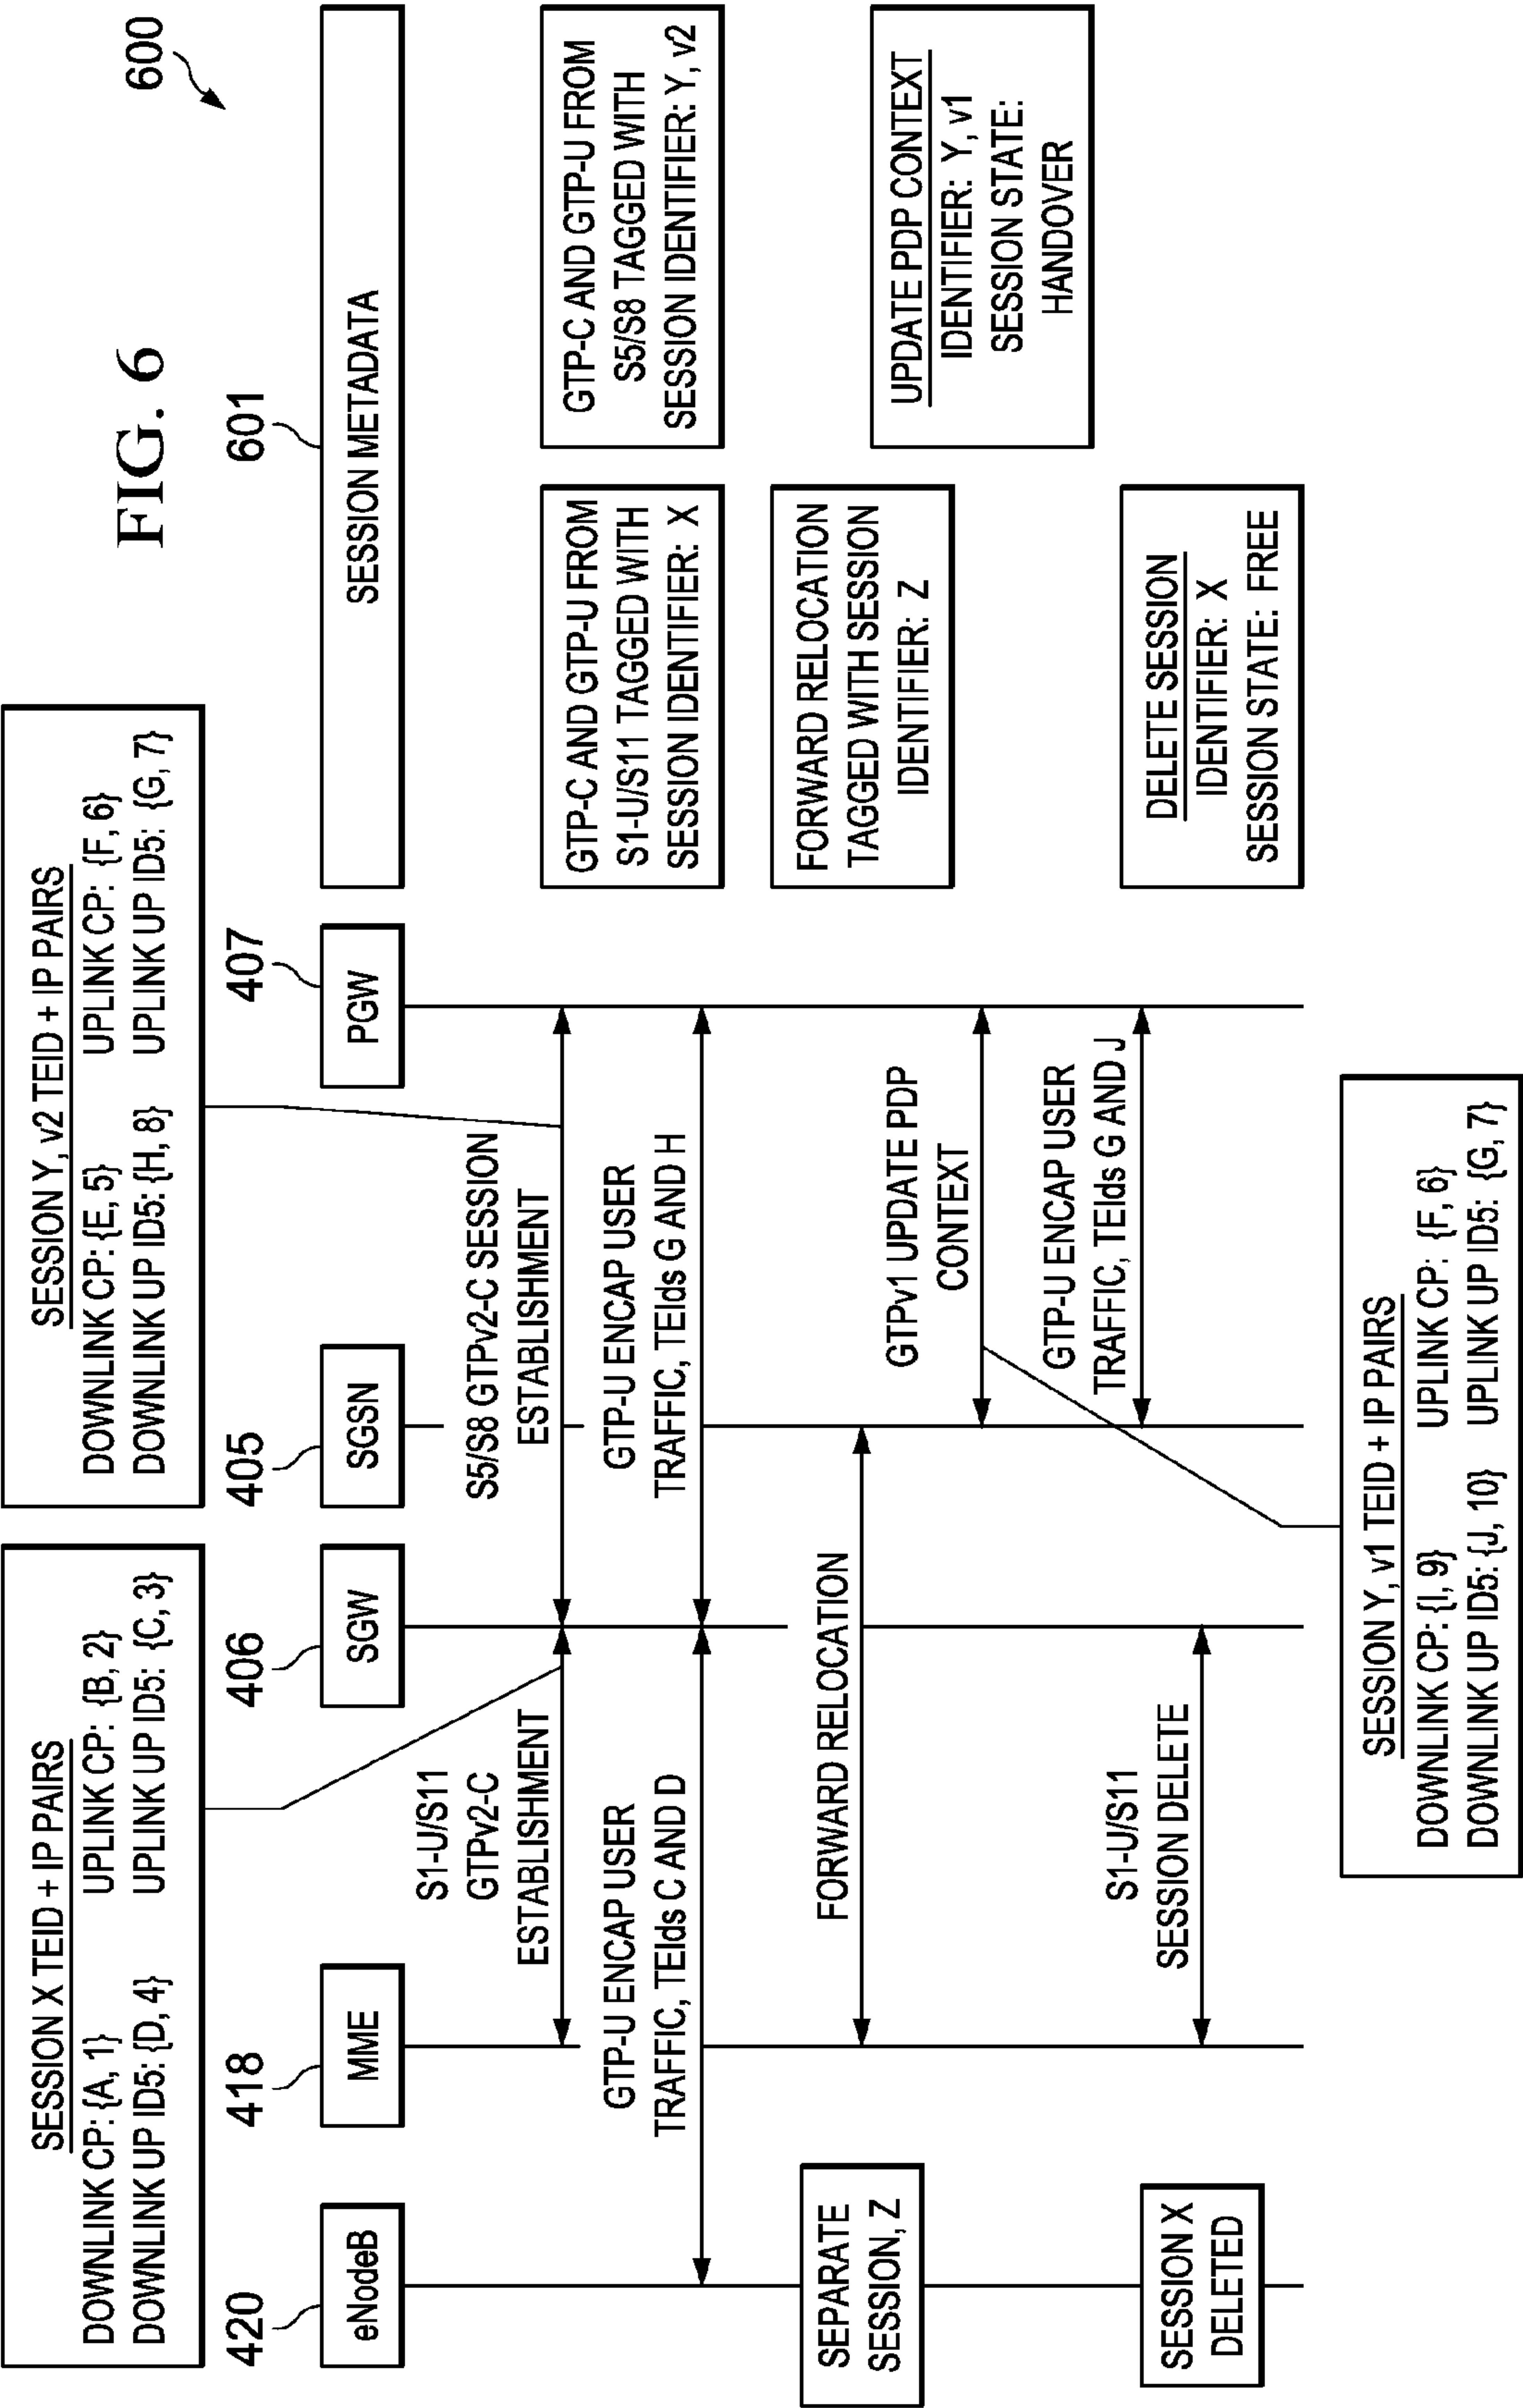 FIG. 6
600
SESSION X TEID + IP PAIRS
DOWNLINK CP: {A, 1} UPLINK CP: {B, 2}
DOWNLINK UP ID5: {D, 4} UPLINK UP ID5: {C, 3}
SESSION Y, v2 TEID + IP PAIRS
DOWNLINK CP: {E, 5} UPLINK CP: {F, 6}
DOWNLINK UP ID5: {H, 8} UPLINK UP ID5: {G, 7}
420
418
406
405
407
601
eNodeB
MME
SGW
SGSN
PGW
SESSION METADATA
S1-U/S11
GTPv2-C
ESTABLISHMENT
S5/S8 GTPv2-C SESSION
ESTABLISHMENT
GTP-C AND GTP-U FROM
S1-U/S11 TAGGED WITH
SESSION IDENTIFIER: X
GTP-C AND GTP-U FROM
S5/S8 TAGGED WITH
SESSION IDENTIFIER: Y, v2
GTP-U ENCAP USER
TRAFFIC, TEIds C AND D
GTP-U ENCAP USER
TRAFFIC, TEIds G AND H
SEPARATE
SESSION, Z
FORWARD RELOCATION
FORWARD RELOCATION
TAGGED WITH SESSION
IDENTIFIER: Z
GTPv1 UPDATE PDP
CONTEXT
UPDATE PDP CONTEXT
IDENTIFIER: Y, v1
SESSION STATE:
HANDOVER
GTP-U ENCAP USER
TRAFFIC, TEIds G AND J
SESSION X
DELETED
S1-U/S11
SESSION DELETE
DELETE SESSION
IDENTIFIER: X
SESSION STATE: FREE
SESSION Y, v1 TEID + IP PAIRS
DOWNLINK CP: {I, 9} UPLINK CP: {F, 6}
DOWNLINK UP ID5: {J, 10} UPLINK UP ID5: {G, 7}